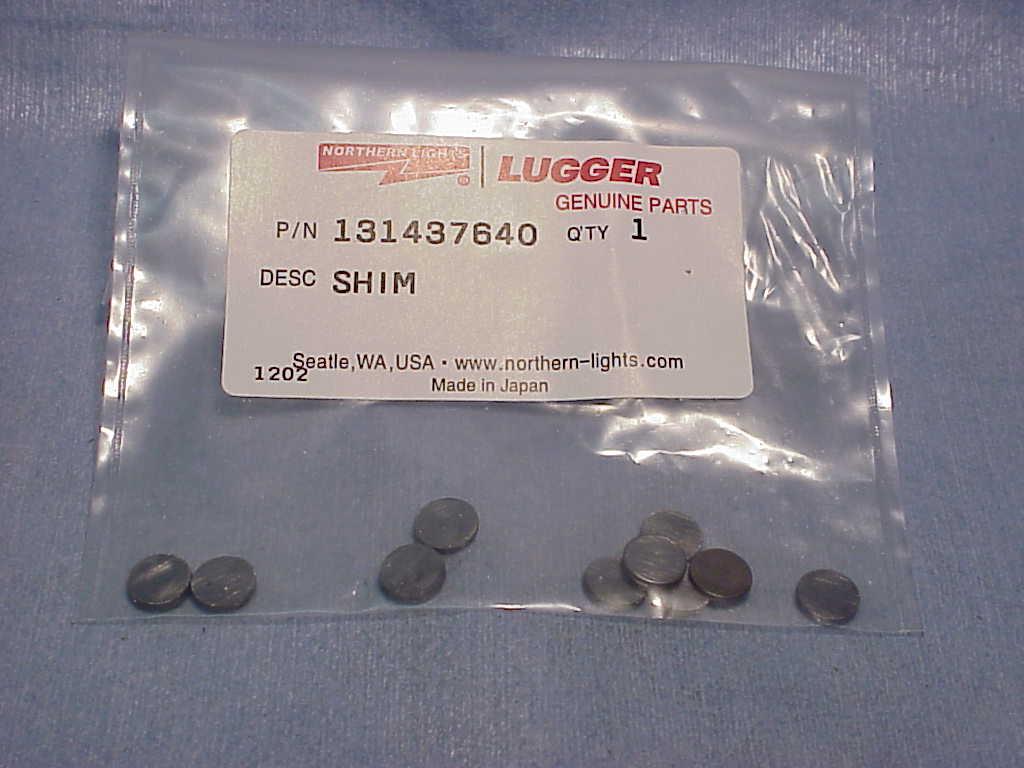 NORTHERN LIGHTS ® | LUGGER
GENUINE PARTS
P/N 131437640 Q'TY 1
DESC SHIM
Seatle,WA,USA · www.northern-lights.com
1202
Made in Japan